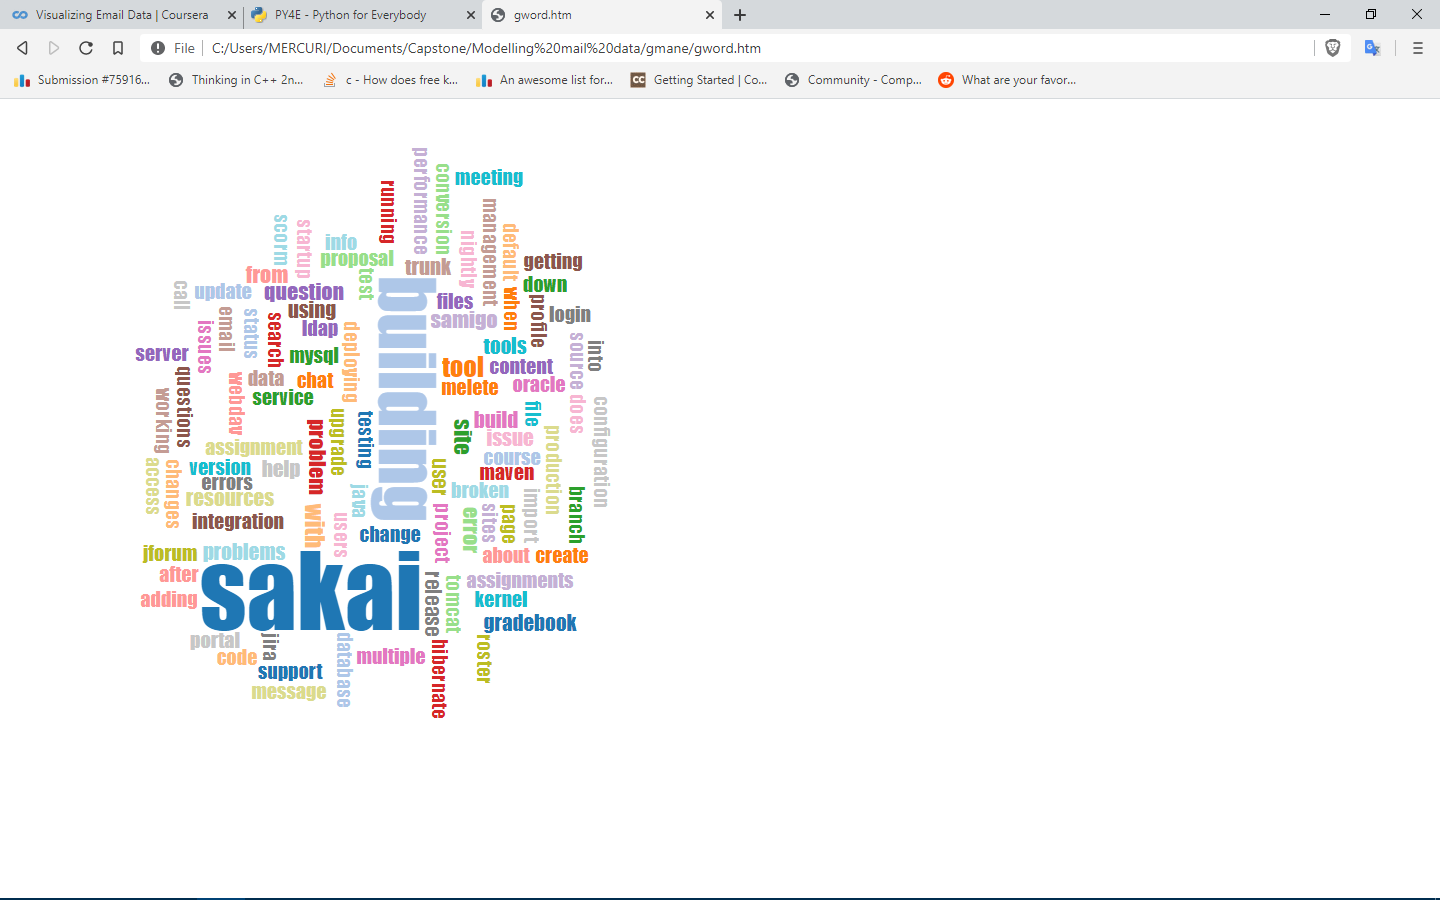 Visualizing Email Data | Coursera
PY4E - Python for Everybody
gword.htm
File
C:/Users/MERCURI/Documents/Capstone/Modelling%20mail%20data/gmane/gword.htm
Submission #75916...
Thinking in C++ 2n...
c - How does free k...
An awesome list for...
CC
Getting Started | Co...
Community - Comp...
What are your favor...
performance
conversion
meeting
running
management
scorm
startup
info
nightly
default
proposal
trunk
getting
from
test
down
call
update
question
building
files
when
profile
using
email
status
search
ldap
samigo
login
issues
deploying
tools
source
into
server
mysql
tool
content
questions
webdav
data
chat
melete
oracle
working
service
does
configuration
file
upgrade
testing
site
build
problem
issue
production
assignment
course
access
changes
version
help
user
maven
errors
java
broken
import
branch
resources
with
project
error
sites
page
integration
users
change
jforum
problems
about
create
sakai
after
release
tomcat
assignments
adding
kernel
gradebook
portal
jira
database
hibernate
roster
code
multiple
support
message